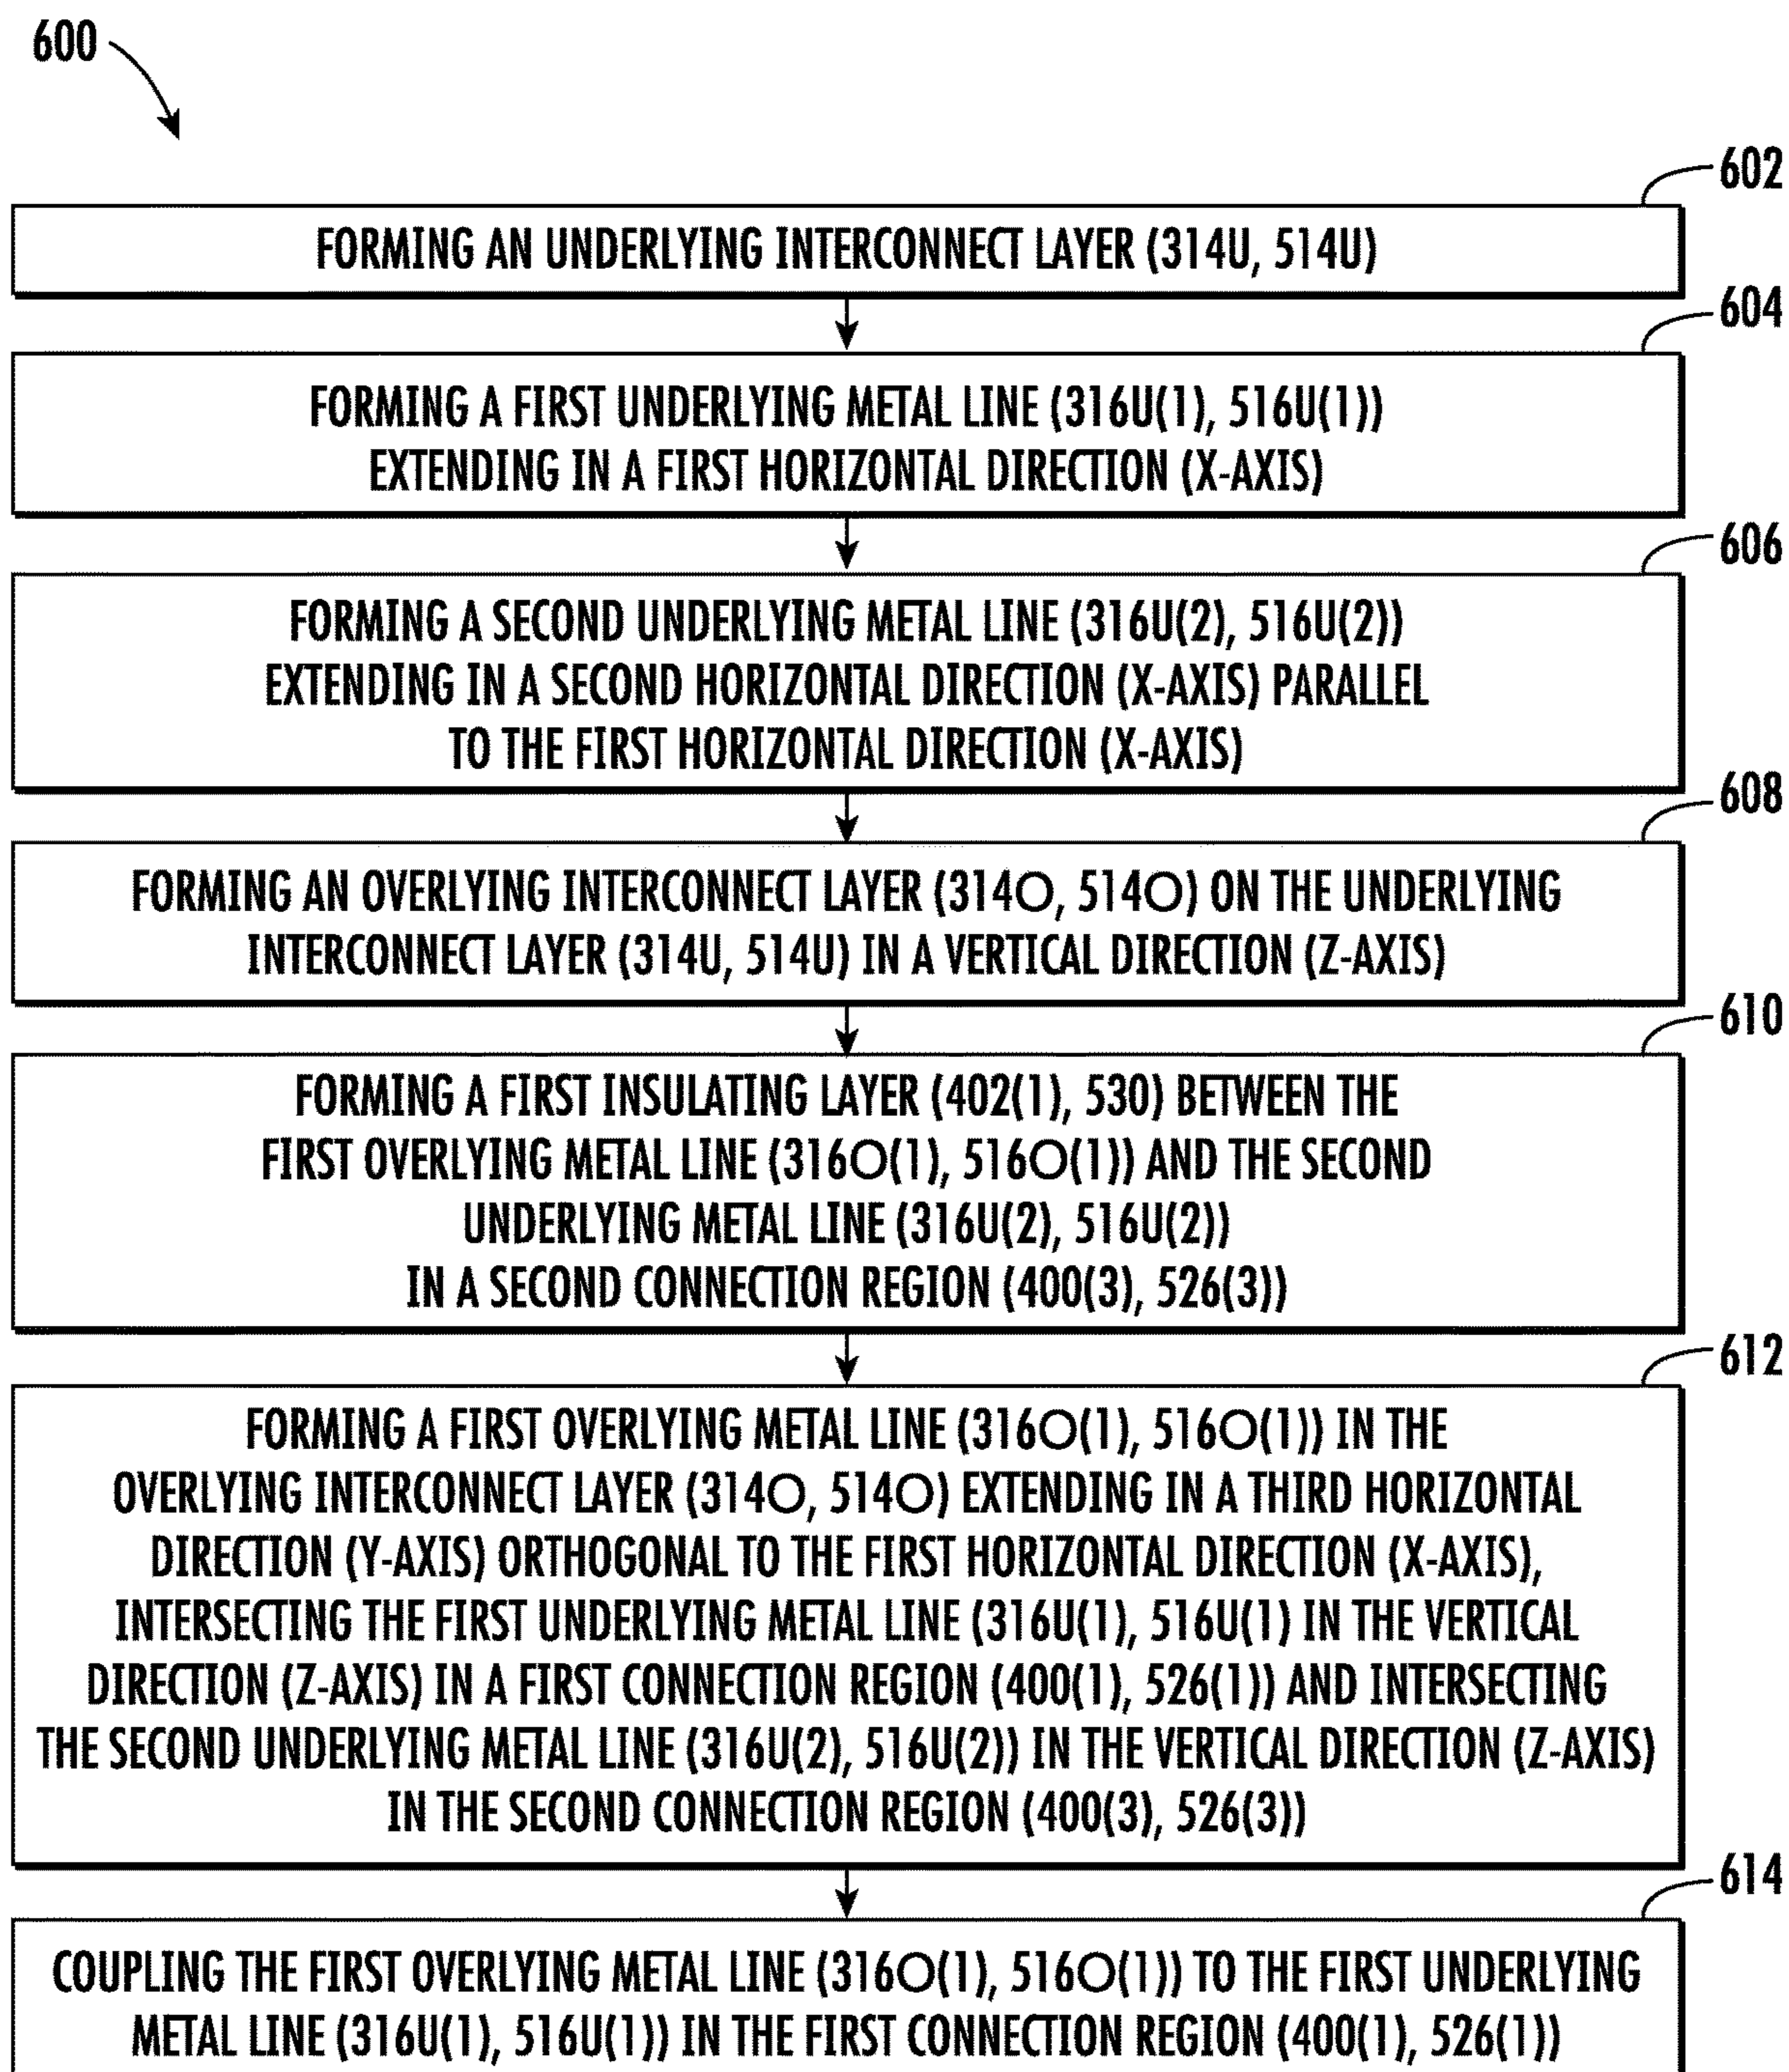 600
602
FORMING AN UNDERLYING INTERCONNECT LAYER (314U, 514U)
604
FORMING A FIRST UNDERLYING METAL LINE (316U(1), 516U(1))
EXTENDING IN A FIRST HORIZONTAL DIRECTION (X-AXIS)
606
FORMING A SECOND UNDERLYING METAL LINE (316U(2), 516U(2))
EXTENDING IN A SECOND HORIZONTAL DIRECTION (X-AXIS) PARALLEL
TO THE FIRST HORIZONTAL DIRECTION (X-AXIS)
608
FORMING AN OVERLYING INTERCONNECT LAYER (314O, 514O) ON THE UNDERLYING
INTERCONNECT LAYER (314U, 514U) IN A VERTICAL DIRECTION (Z-AXIS)
610
FORMING A FIRST INSULATING LAYER (402(1), 530) BETWEEN THE
FIRST OVERLYING METAL LINE (316O(1), 516O(1)) AND THE SECOND
UNDERLYING METAL LINE (316U(2), 516U(2))
IN A SECOND CONNECTION REGION (400(3), 526(3))
612
FORMING A FIRST OVERLYING METAL LINE (316O(1), 516O(1)) IN THE
OVERLYING INTERCONNECT LAYER (314O, 514O) EXTENDING IN A THIRD HORIZONTAL
DIRECTION (Y-AXIS) ORTHOGONAL TO THE FIRST HORIZONTAL DIRECTION (X-AXIS),
INTERSECTING THE FIRST UNDERLYING METAL LINE (316U(1), 516U(1) IN THE VERTICAL
DIRECTION (Z-AXIS) IN A FIRST CONNECTION REGION (400(1), 526(1)) AND INTERSECTING
THE SECOND UNDERLYING METAL LINE (316U(2), 516U(2)) IN THE VERTICAL DIRECTION (Z-AXIS)
IN THE SECOND CONNECTION REGION (400(3), 526(3))
614
COUPLING THE FIRST OVERLYING METAL LINE (316O(1), 516O(1)) TO THE FIRST UNDERLYING
METAL LINE (316U(1), 516U(1)) IN THE FIRST CONNECTION REGION (400(1), 526(1))